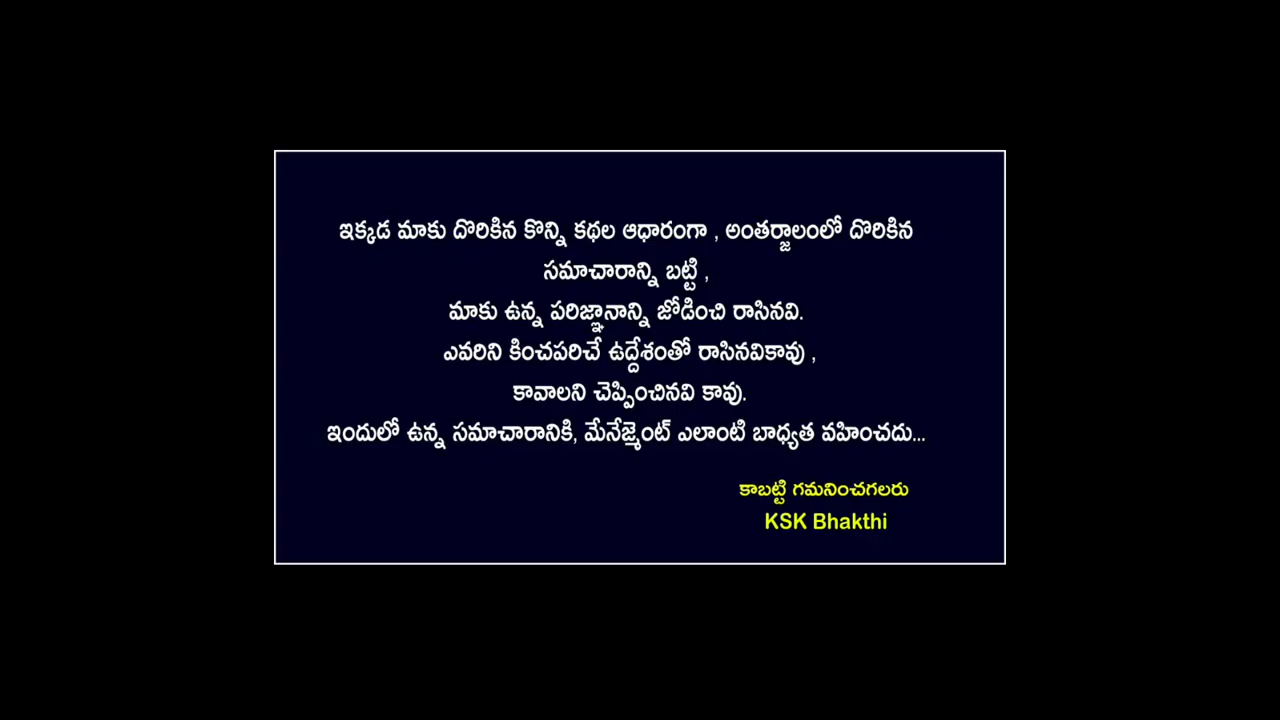 ఇక్కడ మాకు దొరికిన కొన్ని కథల ఆధారంగా , అంతర్జాలంలో దొరికిన
సమాచారాన్ని బట్టి ,
మాకు ఉన్న పరిజ్ఞానాన్ని జోడించి రాసినవి.
ఎవరిని కించపరిచే ఉద్దేశంతో రాసినవికావు ,
కావాలని చెప్పించినవి కావు.
ఇందులో ఉన్న సమాచారానికి, మేనేజ్మెంట్ ఎలాంటి బాధ్యత వహించదు...
కాబట్టి గమనించగలరు
KSK Bhakthi